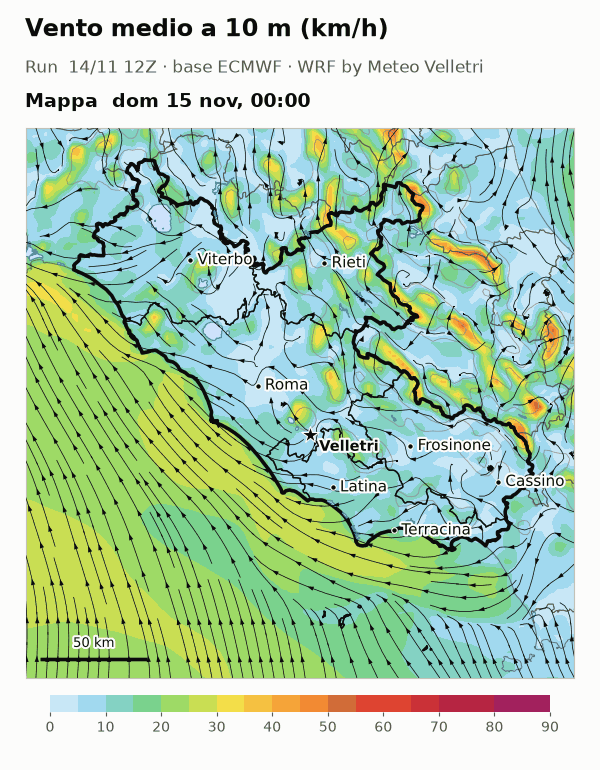 Vento medio a 10 m (km/h)
Run  14/11 12Z · base ECMWF · WRF by Meteo Velletri
Mappa  dom 15 nov, 00:00
Viterbo
Rieti
Roma
Velletri
Frosinone
Cassino
Latina
Terracina
50 km
0 10 20 30 40 50 60 70 80 90